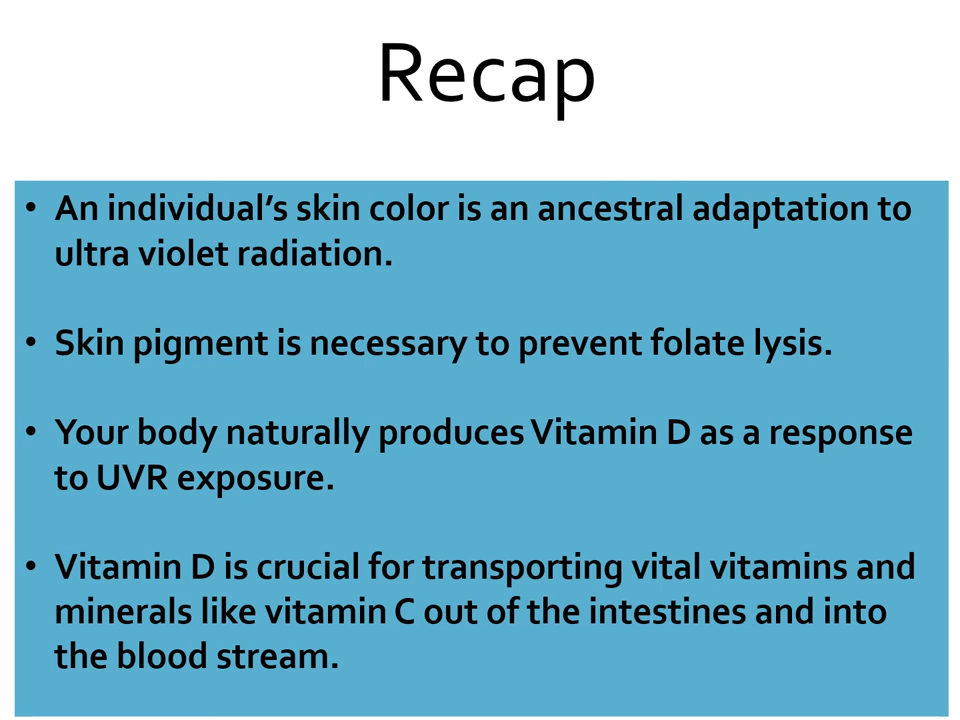 Recap
• An individual’s skin color is an ancestral adaptation to
ultra violet radiation.
• Skin pigment is necessary to prevent folate lysis.
• Your body naturally produces Vitamin D as a response
to UVR exposure.
• Vitamin D is crucial for transporting vital vitamins and
minerals like vitamin C out of the intestines and into
the blood stream.